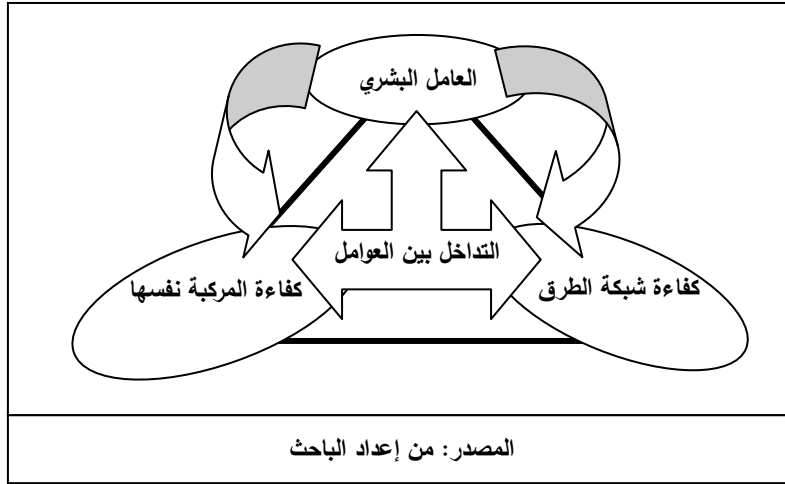 العامل البشري
التداخل بين العوامل
كفاءة شبكة الطرق
كفاءة المركبة نفسها
المصدر: من إعداد الباحث